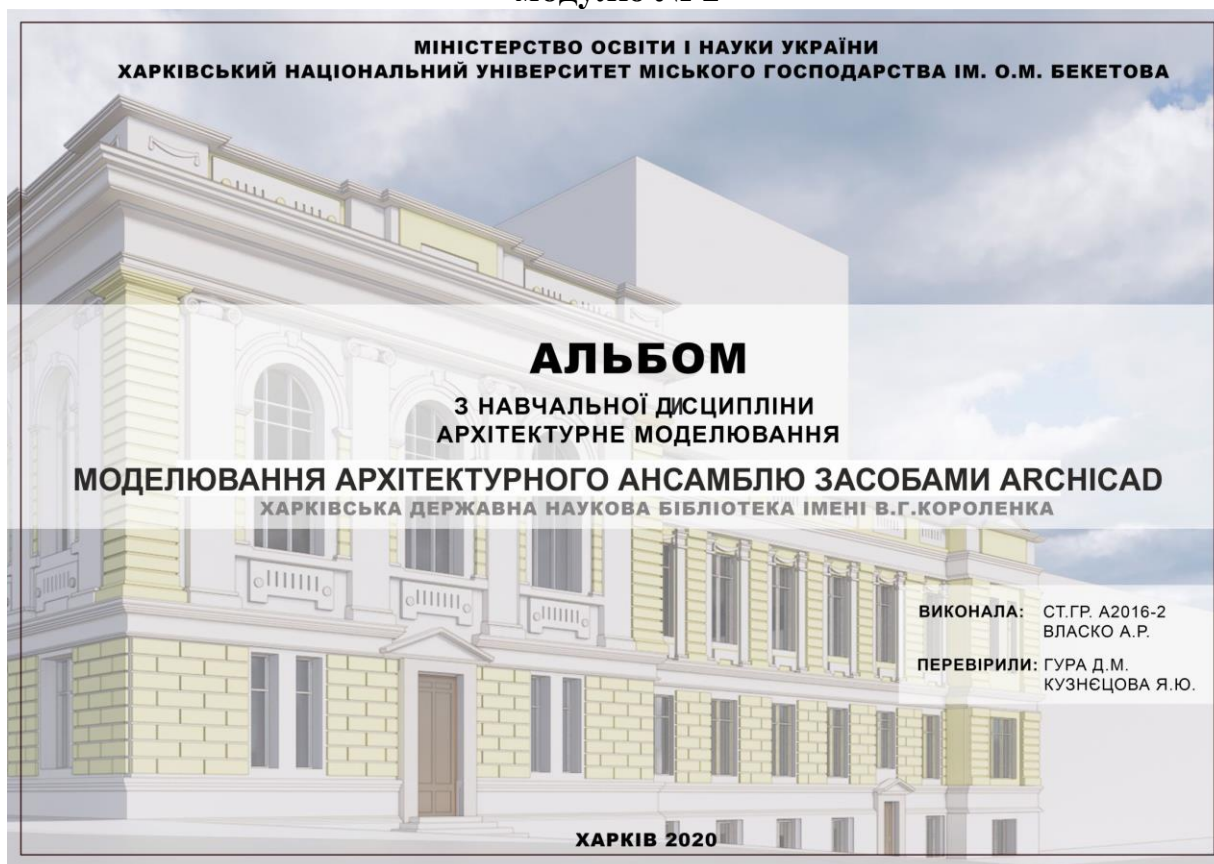 МІНІСТЕРСТВО ОСВІТИ І НАУКИ УКРАЇНИ
ХАРКІВСЬКИЙ НАЦІОНАЛЬНИЙ УНІВЕРСИТЕТ МІСЬКОГО ГОСПОДАРСТВА ІМ. О.М. БЕКЕТОВА
АЛЬБОМ
З НАВЧАЛЬНОЇ ДИСЦИПЛІНИ
АРХІТЕКТУРНЕ МОДЕЛЮВАННЯ
МОДЕЛЮВАННЯ АРХІТЕКТУРНОГО АНСАМБЛЮ ЗАСОБАМИ ARCHICAD
ХАРКІВСЬКА ДЕРЖАВНА НАУКОВА БІБЛІОТЕКА ІМЕНІ В.Г.КОРОЛЕНКА
ВИКОНАЛА: СТ.ГР. А2016-2
ВЛАСКО А.Р.
ПЕРЕВІРИЛИ: ГУРА Д.М.
КУЗНЄЦОВА Я.Ю.
ХАРКІВ 2020